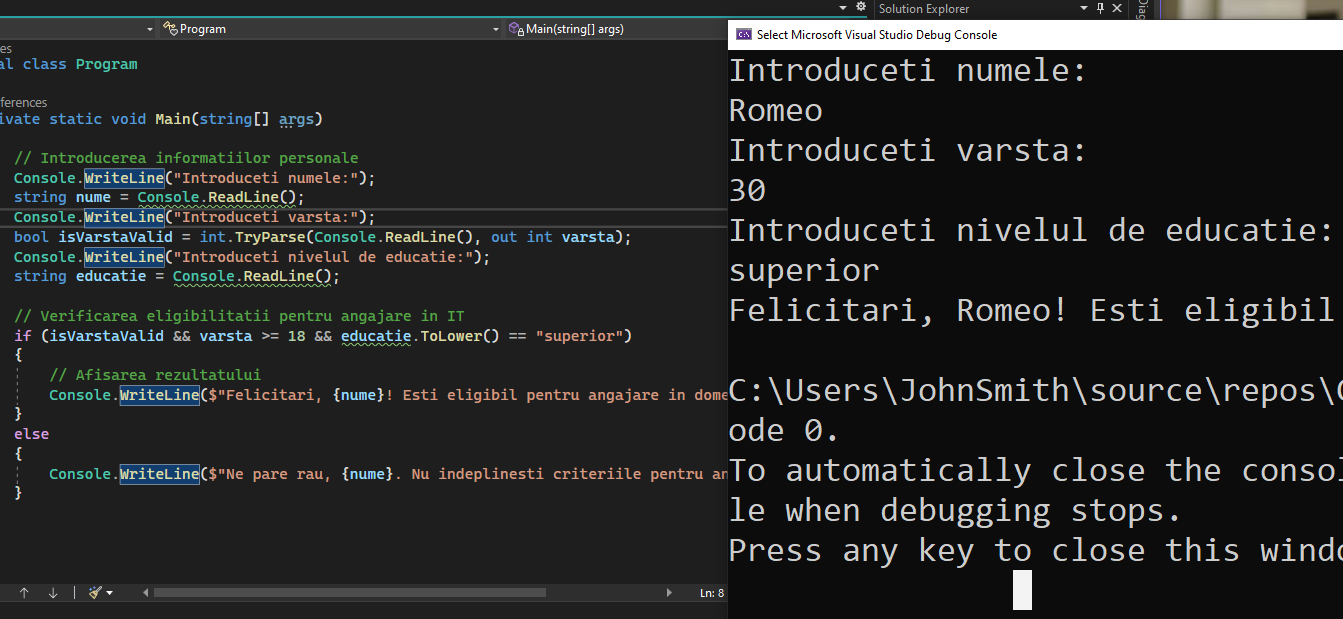 Solution Explorer
Program
Main(string[] args)
es
al class Program
ferences
ivate static void Main(string[] args)
// Introducerea informatiilor personale
Console.WriteLine("Introduceti numele:");
string nume = Console.ReadLine();
Console.WriteLine("Introduceti varsta:");
bool isVarstaValid = int.TryParse(Console.ReadLine(), out int varsta);
Console.WriteLine("Introduceti nivelul de educatie:");
string educatie = Console.ReadLine();
// Verificarea eligibilitatii pentru angajare in IT
if (isVarstaValid && varsta >= 18 && educatie.ToLower() == "superior")
{
// Afisarea rezultatului
Console.WriteLine($"Felicitari, {nume}! Esti eligibil pentru angajare in dome
}
else
{
Console.WriteLine($"Ne pare rau, {nume}. Nu indeplinesti criteriile pentru an
}
Ln: 8
Diag
Select Microsoft Visual Studio Debug Console
Introduceti numele:
Romeo
Introduceti varsta:
30
Introduceti nivelul de educatie:
superior
Felicitari, Romeo! Esti eligibil
C:\Users\JohnSmith\source\repos\C
ode 0.
To automatically close the consol
le when debugging stops.
Press any key to close this windo